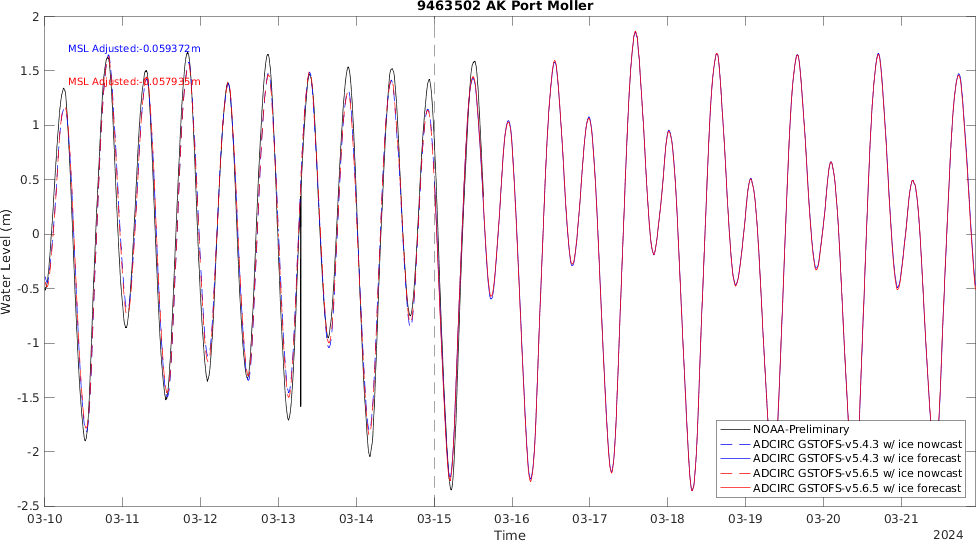 9463502 AK Port Moller
MSL Adjusted:-0.059372m
MSL Adjusted:-0.057935m
Water Level (m)
2
1.5
1
0.5
0
-0.5
-1
-1.5
-2
-2.5
NOAA-Preliminary
ADCIRC GSTOFS-v5.4.3 w/ ice nowcast
ADCIRC GSTOFS-v5.4.3 w/ ice forecast
ADCIRC GSTOFS-v5.6.5 w/ ice nowcast
ADCIRC GSTOFS-v5.6.5 w/ ice forecast
03-10 03-11 03-12 03-13 03-14 03-15 03-16 03-17 03-18 03-19 03-20 03-21
Time
2024